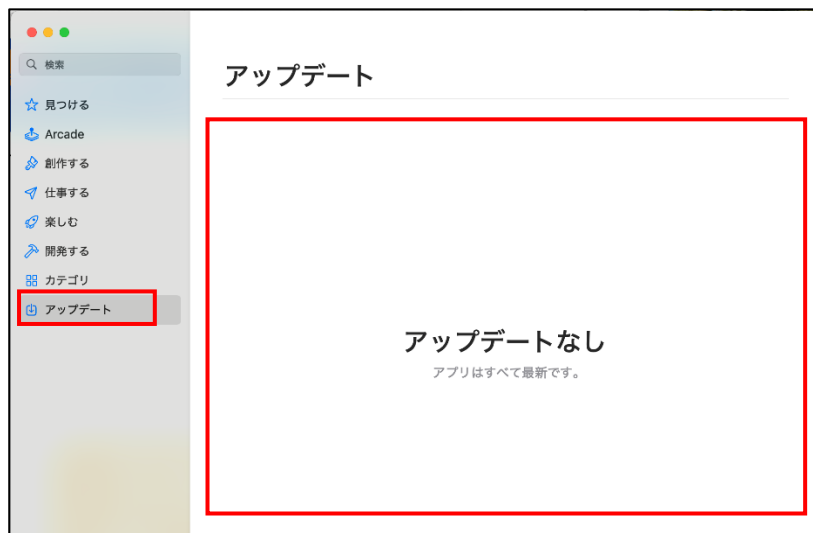 検索
見つける
Arcade
創作する
仕事する
楽しむ
開発する
カテゴリ
アップデート
アップデート
アップデートなし
アプリはすべて最新です。